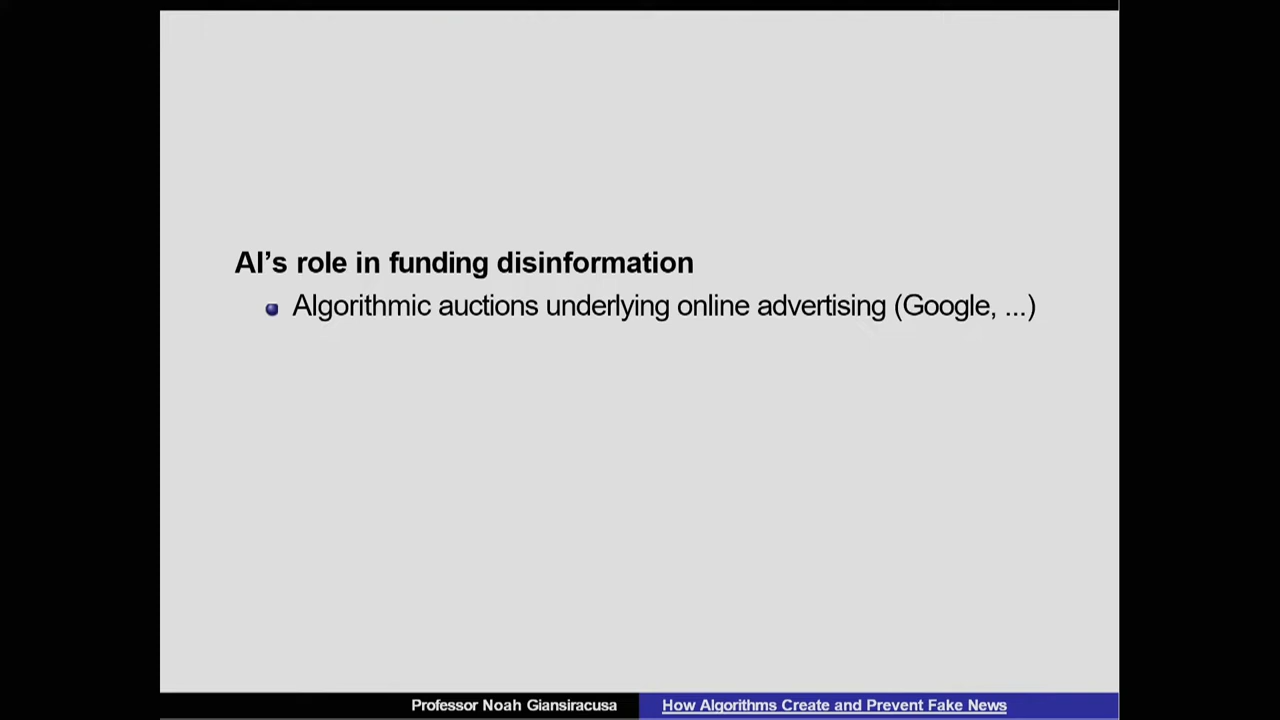 AI’s role in funding disinformation
Algorithmic auctions underlying online advertising (Google, ...)
Professor Noah Giansiracusa
How Algorithms Create and Prevent Fake News